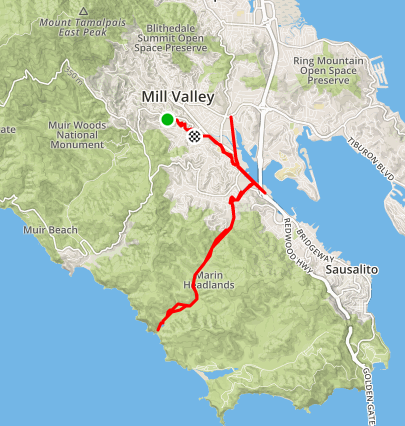 Mount Tamalpais
East Peak
Blithedale
Summit Open
Space Preserve
Ring Mountain
Open Space
Preserve
Mill Valley
Muir Woods
National
Monument
TIBURON BLVD
Muir Beach
REDWOOD HWY
BRIDGEWAY
Sausalito
Marin
Headlands
GOLDEN GATE